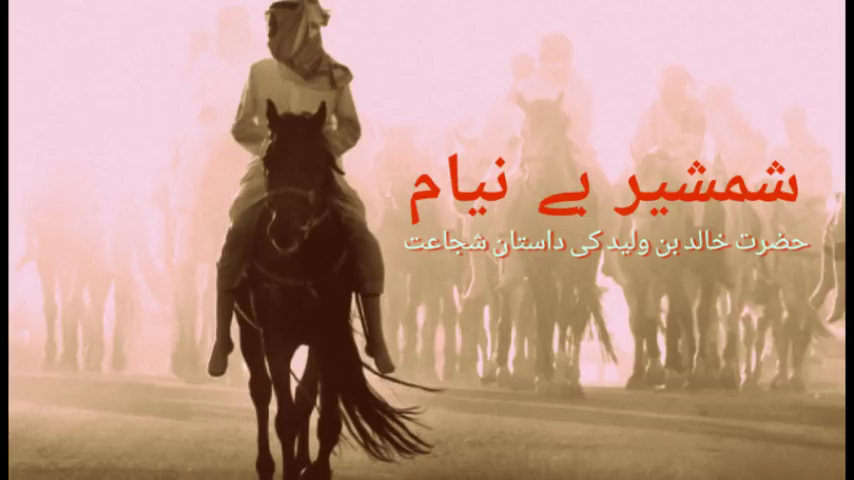 شمشیر بے نیام
حضرت خالد بن ولید کی داستان شجاعت